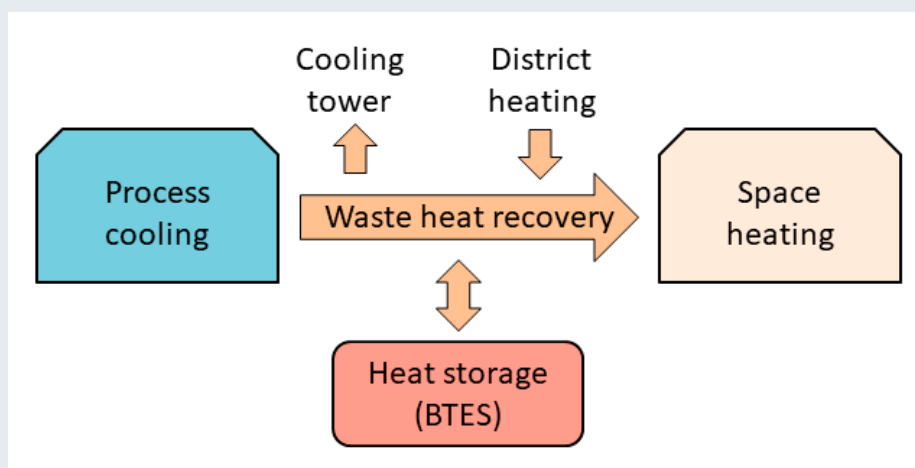 Cooling
tower
District
heating
Process
cooling
Waste heat recovery
Space
heating
Heat storage
(BTES)